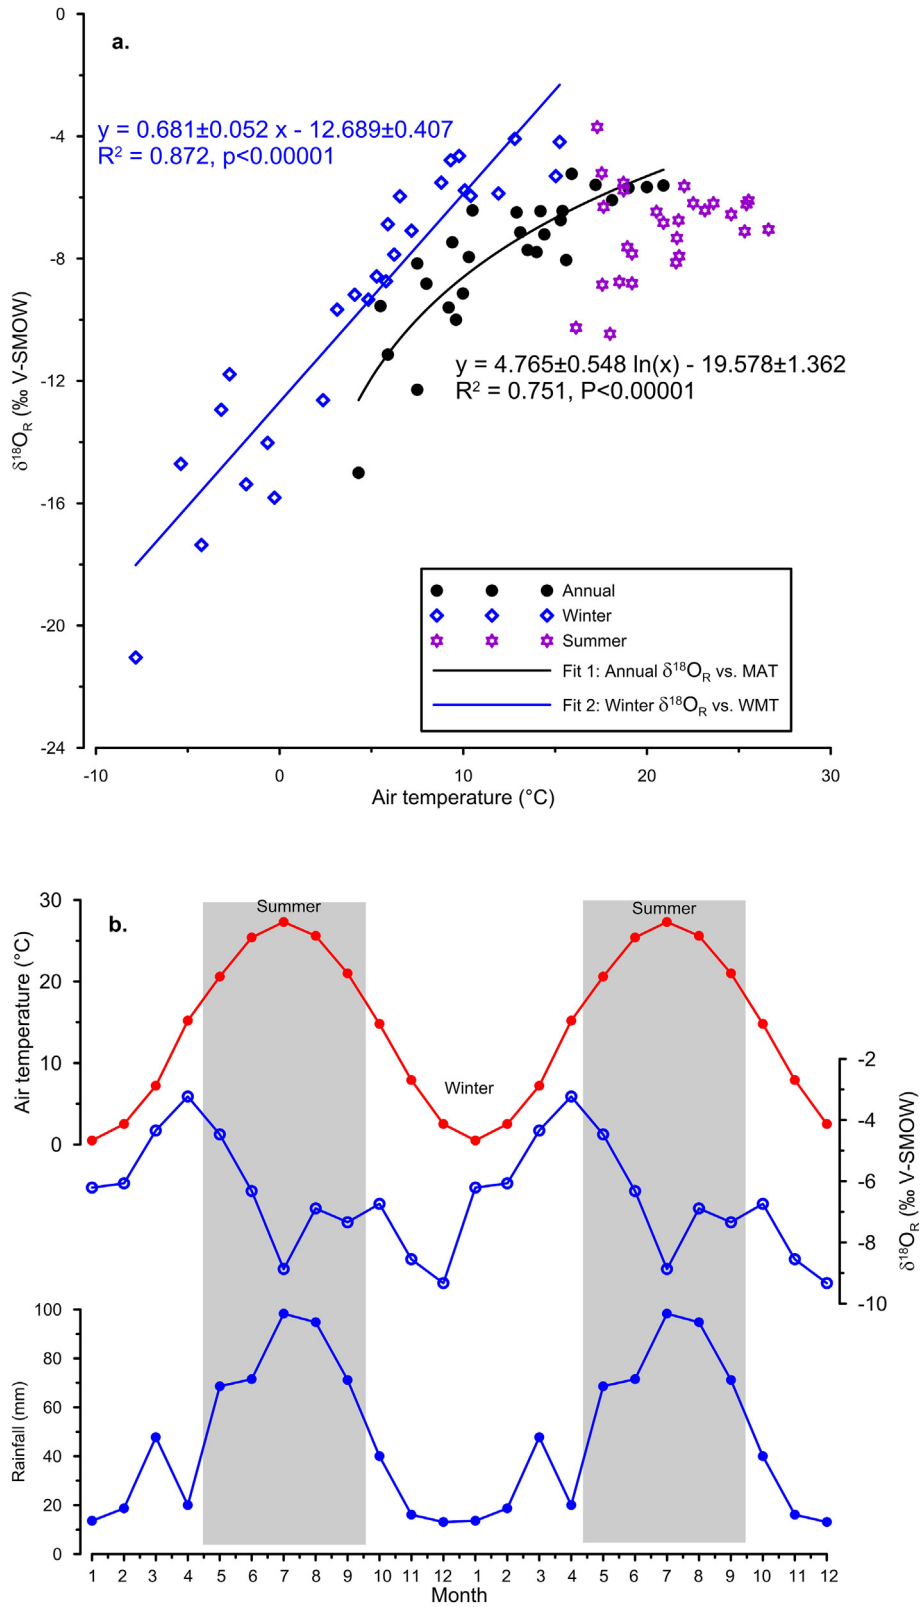 a.
0
-4
-8
-12
-16
-20
-24
δ18OR (‰ V-SMOW)
y = 0.681±0.052 x - 12.689±0.407
R2 = 0.872, p<0.00001
y = 4.765±0.548 ln(x) - 19.578±1.362
R2 = 0.751, P<0.00001
Annual
Winter
Summer
Fit 1: Annual δ18OR vs. MAT
Fit 2: Winter δ18OR vs. WMT
-10 0 10 20 30
Air temperature (°C)
b.
Summer
Summer
Winter
30
20
10
0
Air temperature (°C)
-2
-4
-6
-8
-10
δ18OR (‰ V-SMOW)
100
80
60
40
20
0
Rainfall (mm)
1 2 3 4 5 6 7 8 9 10 11 12 1 2 3 4 5 6 7 8 9 10 11 12
Month